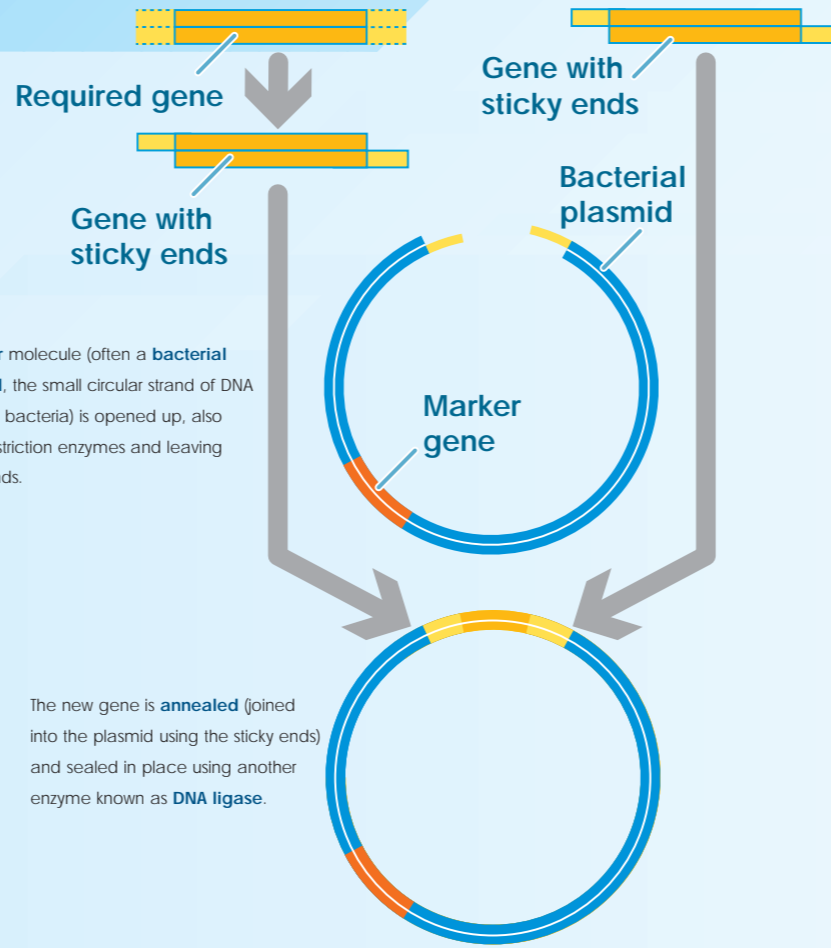 Required gene
Gene with
sticky ends
Gene with
sticky ends
Bacterial
plasmid
r molecule (often a bacterial
, the small circular strand of DNA
bacteria) is opened up, also
striction enzymes and leaving
ds.
Marker
gene
The new gene is annealed (joined
into the plasmid using the sticky ends)
and sealed in place using another
enzyme known as DNA ligase.